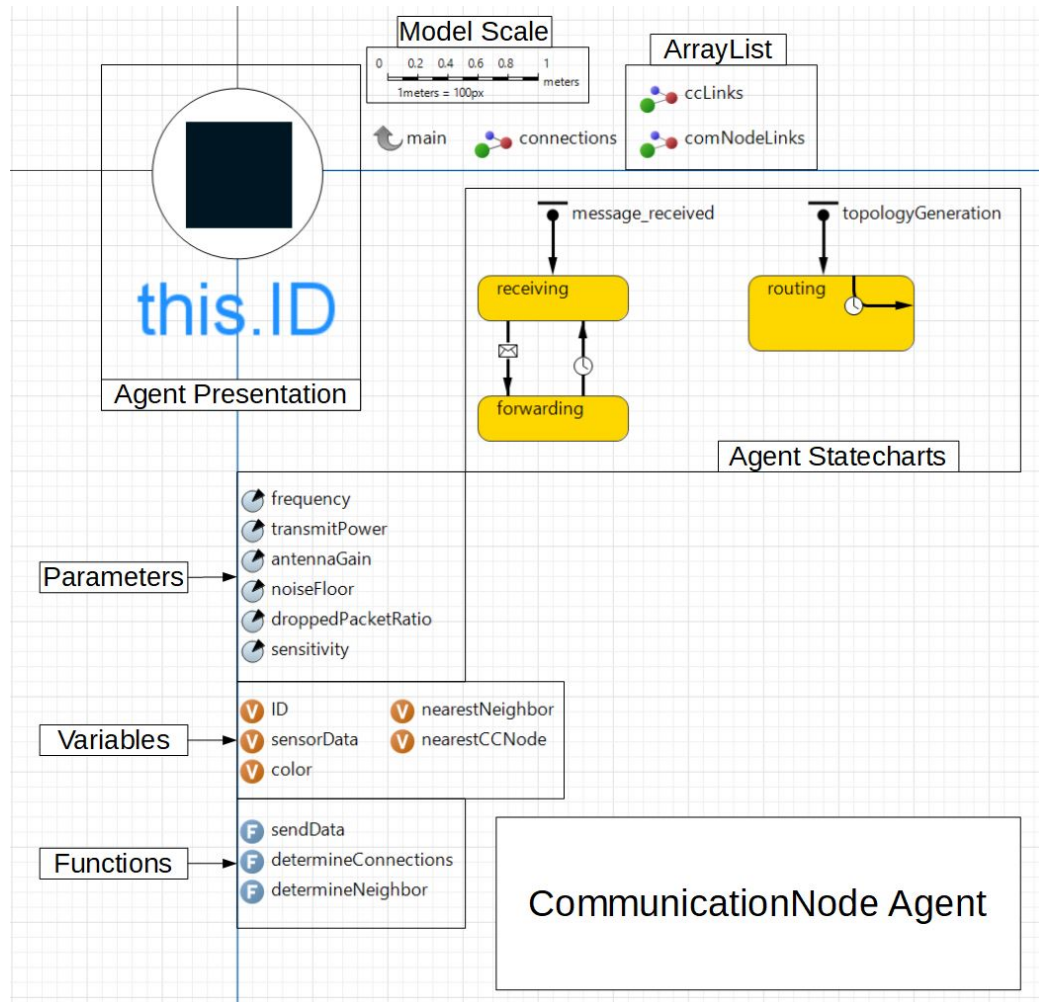 Model Scale
0 0.2 0.4 0.6 0.8 1
meters
1meters = 100px
main
connections
ArrayList
ccLinks
comNodeLinks
this.ID
Agent Presentation
message_received
receiving
forwarding
topologyGeneration
routing
Agent Statecharts
Parameters
frequency
transmitPower
antennaGain
noiseFloor
droppedPacketRatio
sensitivity
Variables
V ID
V sensorData
V color
V nearestNeighbor
V nearestCCNode
Functions
F sendData
F determineConnections
F determineNeighbor
CommunicationNode Agent